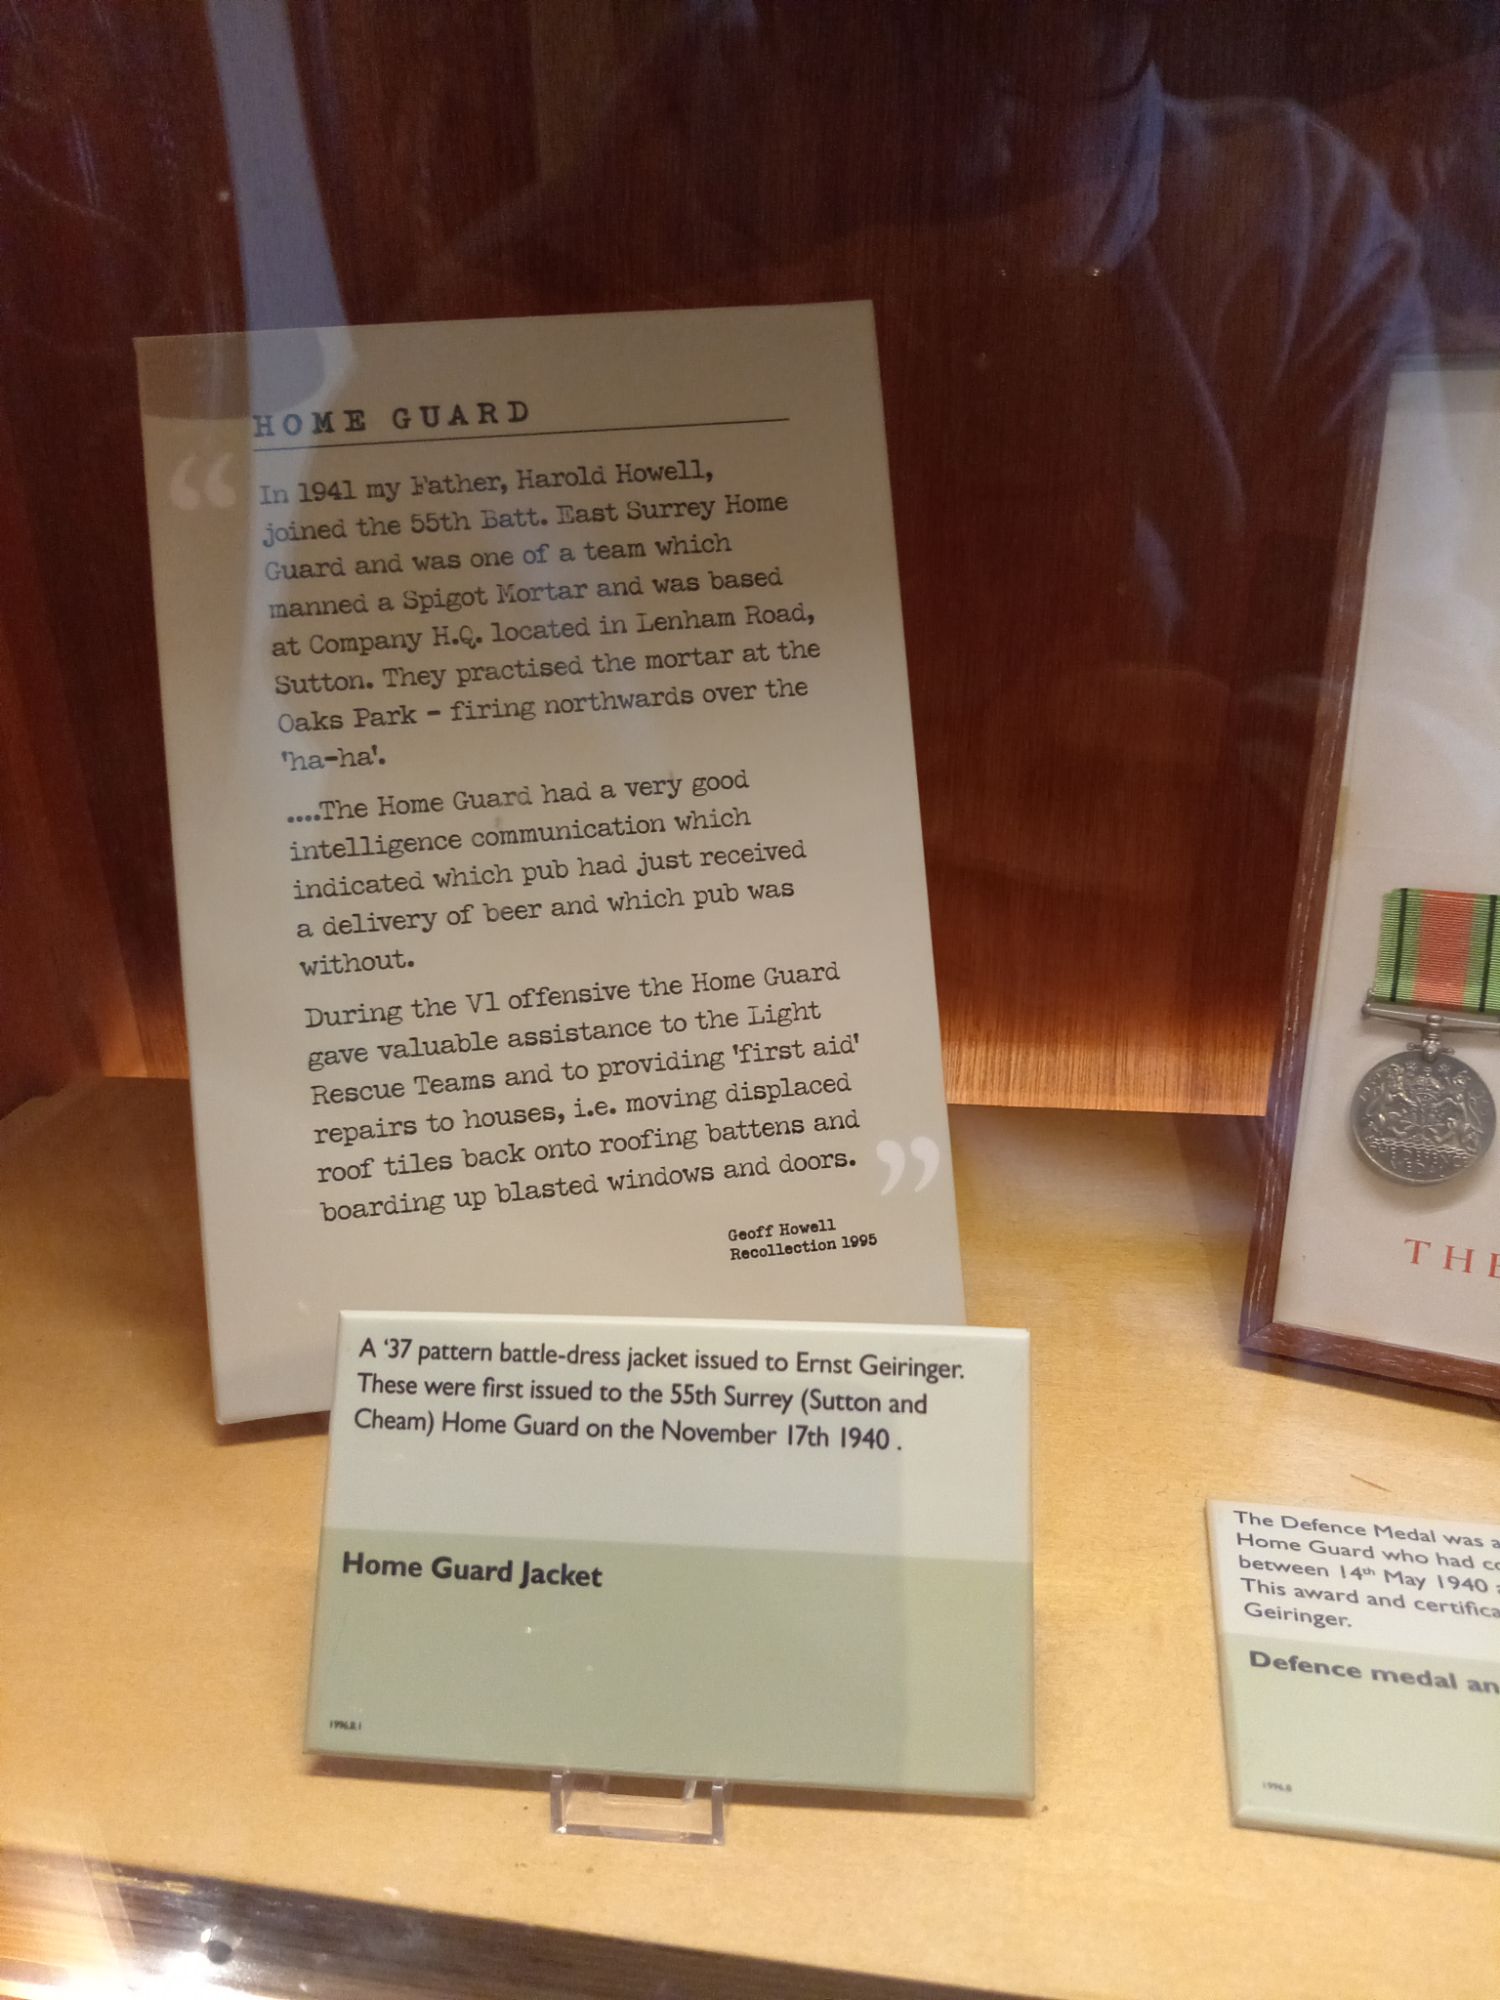 HOME GUARD
“
In 1941 my Father, Harold Howell,
joined the 55th Batt. East Surrey Home
Guard and was one of a team which
manned a Spigot Mortar and was based
at Company H.Q. located in Lenham Road,
Sutton. They practised the mortar at the
Oaks Park - firing northwards over the
'ha-ha'.
....The Home Guard had a very good
intelligence communication which
indicated which pub had just received
a delivery of beer and which pub was
without.
During the V1 offensive the Home Guard
gave valuable assistance to the Light
Rescue Teams and to providing 'first aid'
repairs to houses, i.e. moving displaced
roof tiles back onto roofing battens and
boarding up blasted windows and doors.
”
Geoff Howell
Recollection 1995
A ‘37 pattern battle-dress jacket issued to Ernst Geiringer.
These were first issued to the 55th Surrey (Sutton and
Cheam) Home Guard on the November 17th 1940 .
Home Guard Jacket
1996.8.1
THE
The Defence Medal was a
Home Guard who had co
between 14th May 1940
This award and certifica
Geiringer.
Defence medal an
1996.8